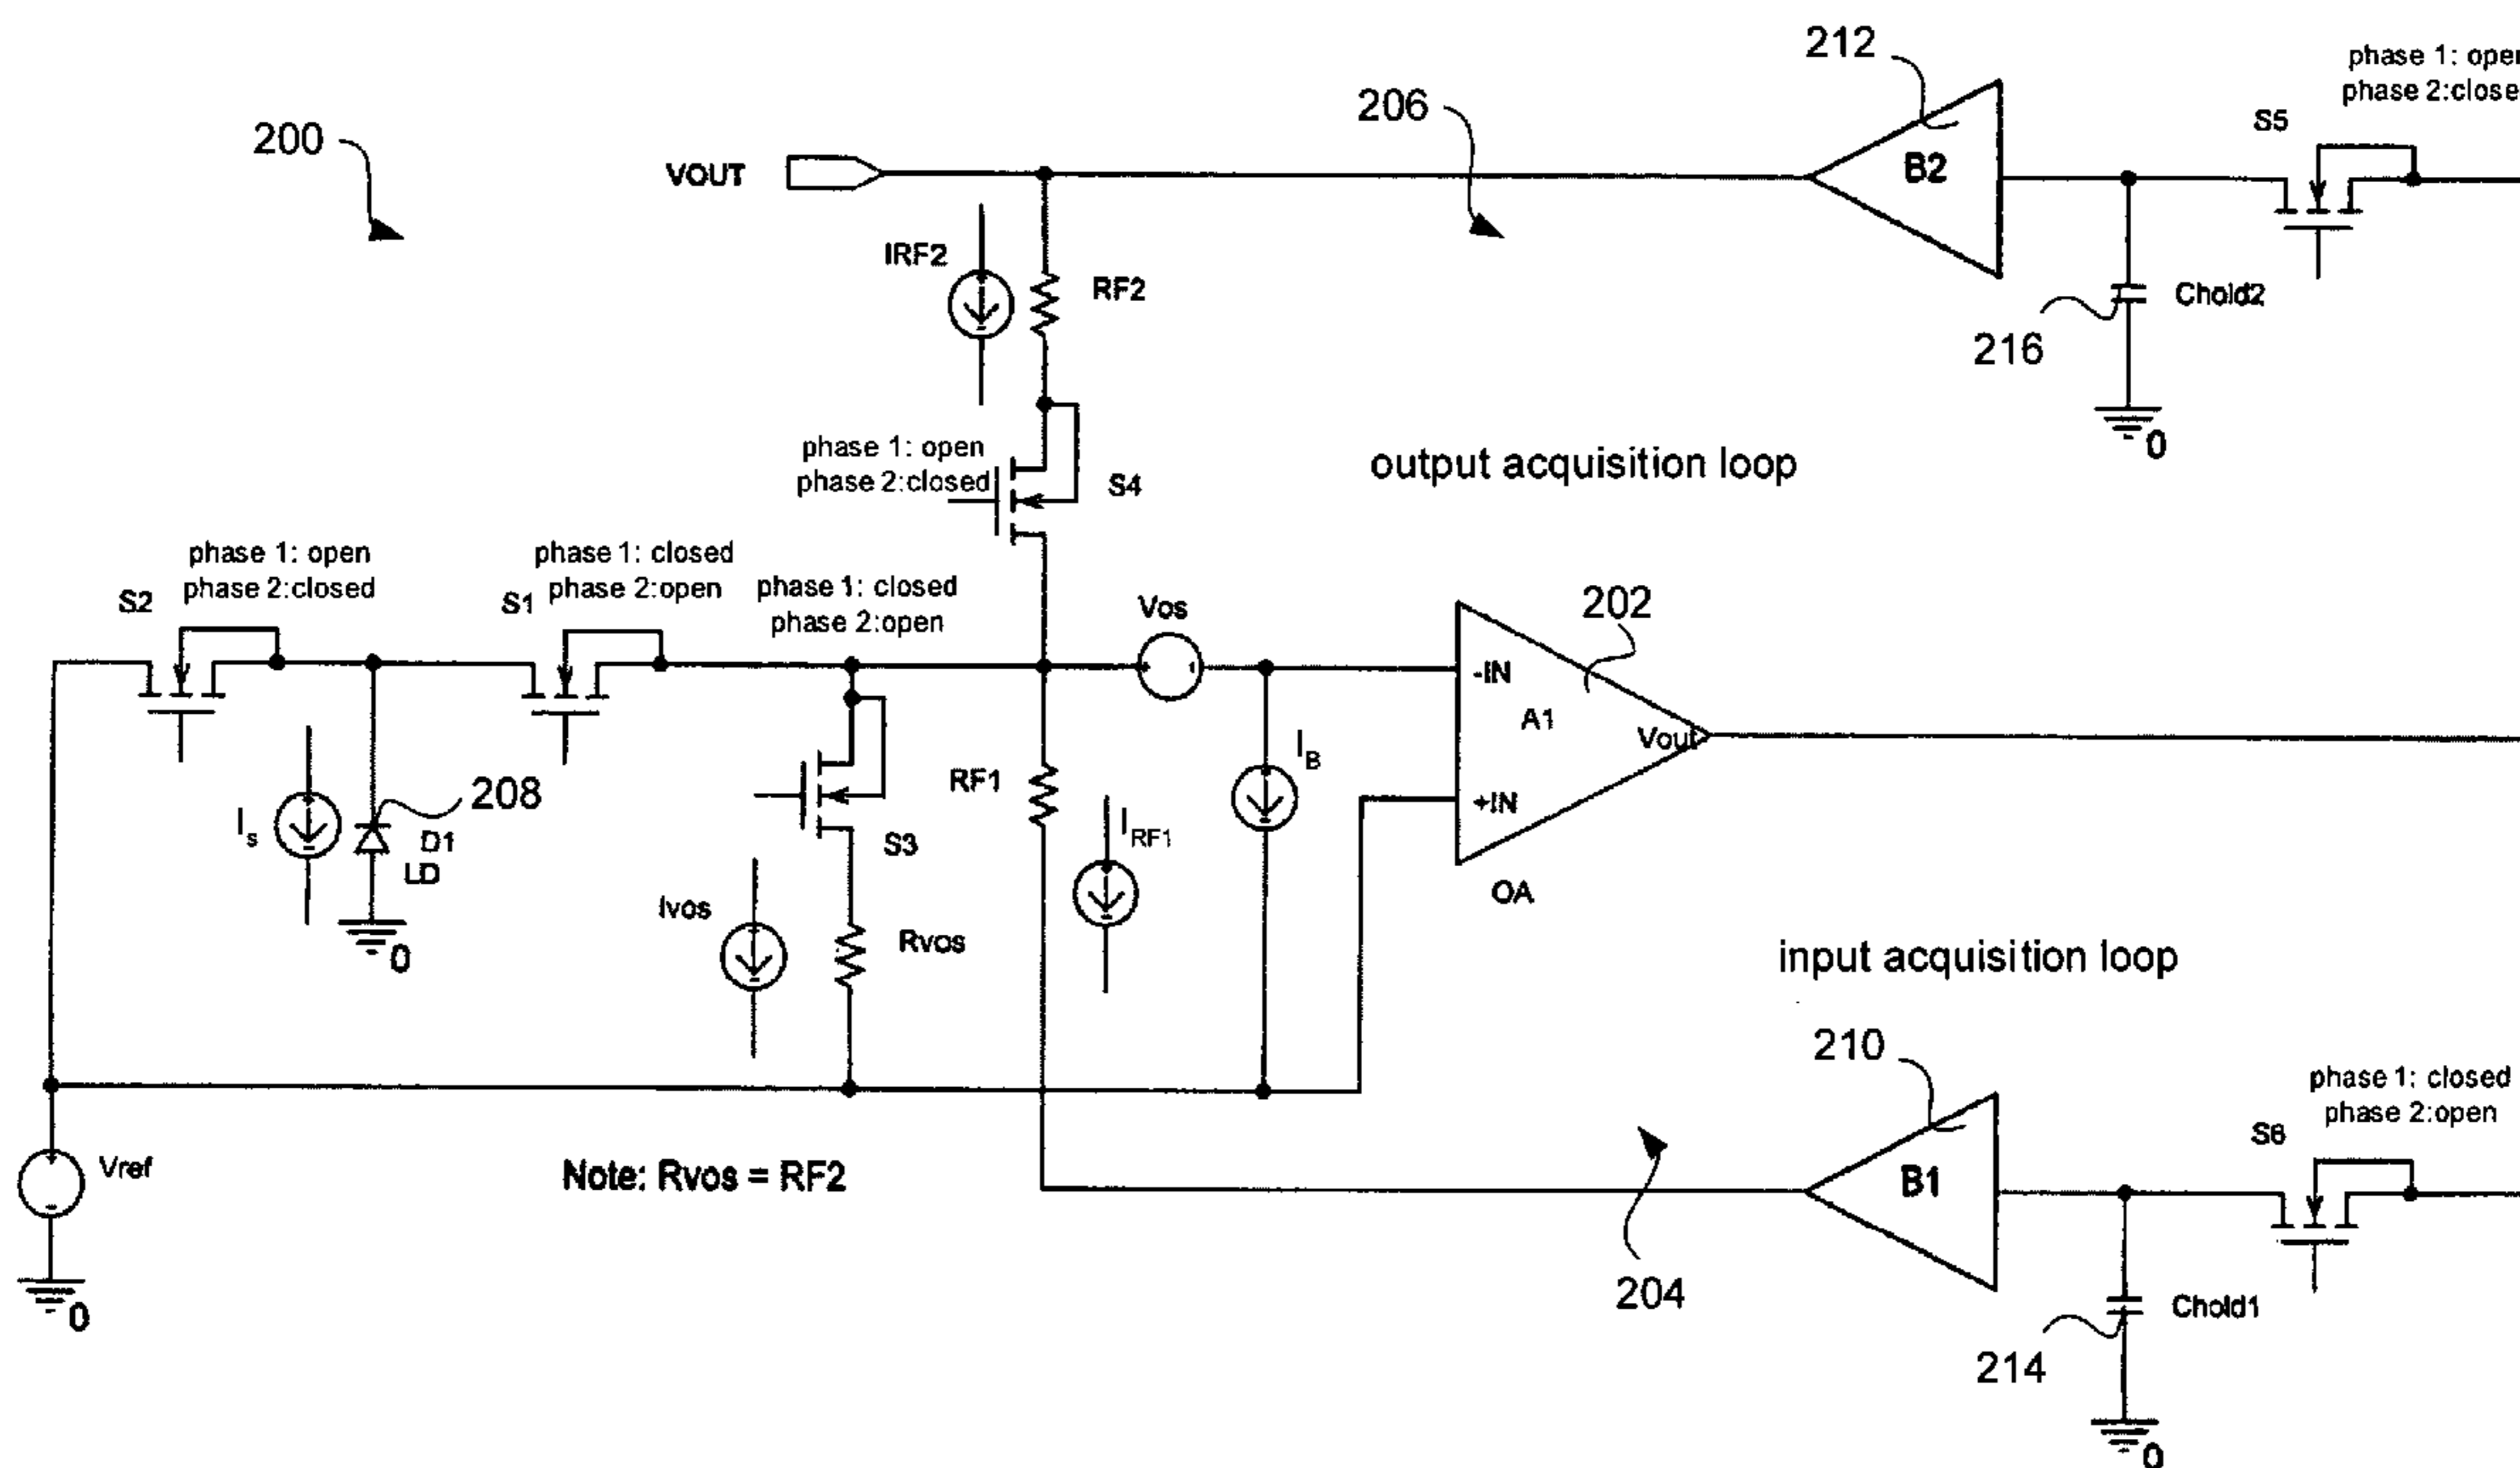 212
phase 1: open
phase 2:close
206
S5
200
VOUT
B2
IRF2
RF2
Chold2
216
0
phase 1: open
phase 2:closed
S4
output acquisition loop
phase 1: open
phase 2:closed
phase 1: closed
phase 2:open
phase 1: closed
phase 2:open
S2
S1
Vos
202
-IN
A1
Vout
IB
RF1
208
Is
D1
LD
+IN
S3
IRF1
OA
Ivos
Rvos
0
input acquisition loop
210
phase 1: closed
phase 2:open
S6
Vref
Note: Rvos = RF2
B1
204
Chold1
0
214
0